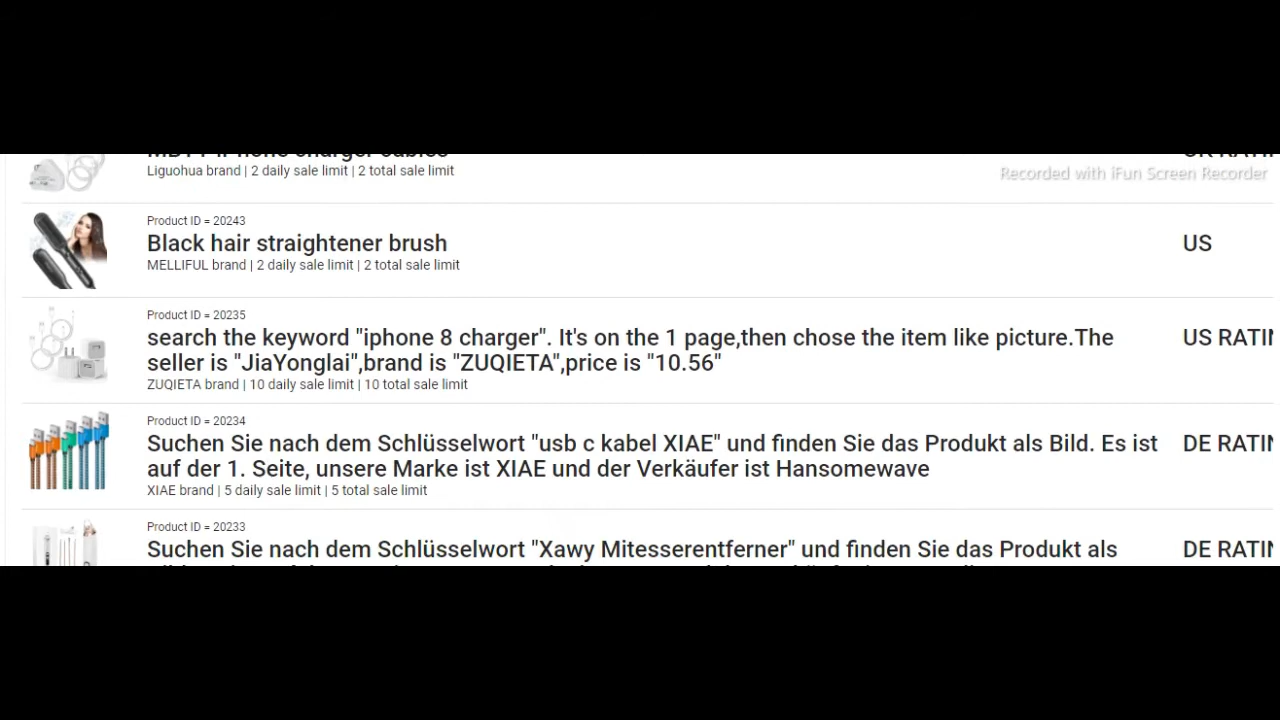 Liguohua brand | 2 daily sale limit | 2 total sale limit
Recorded with iFun Screen Recorder
Product ID = 20243
Black hair straightener brush
US
MELLIFUL brand | 2 daily sale limit | 2 total sale limit
Product ID = 20235
search the keyword "iphone 8 charger". It's on the 1 page,then chose the item like picture.The
US RATIN
seller is "JiaYonglai",brand is "ZUQIETA",price is "10.56"
ZUQIETA brand | 10 daily sale limit | 10 total sale limit
Product ID = 20234
Suchen Sie nach dem Schlüsselwort "usb c kabel XIAE" und finden Sie das Produkt als Bild. Es ist
DE RATIN
auf der 1. Seite, unsere Marke ist XIAE und der Verkäufer ist Hansomewave
XIAE brand | 5 daily sale limit | 5 total sale limit
Product ID = 20233
Suchen Sie nach dem Schlüsselwort "Xawy Mitesserentferner" und finden Sie das Produkt als
DE RATIN